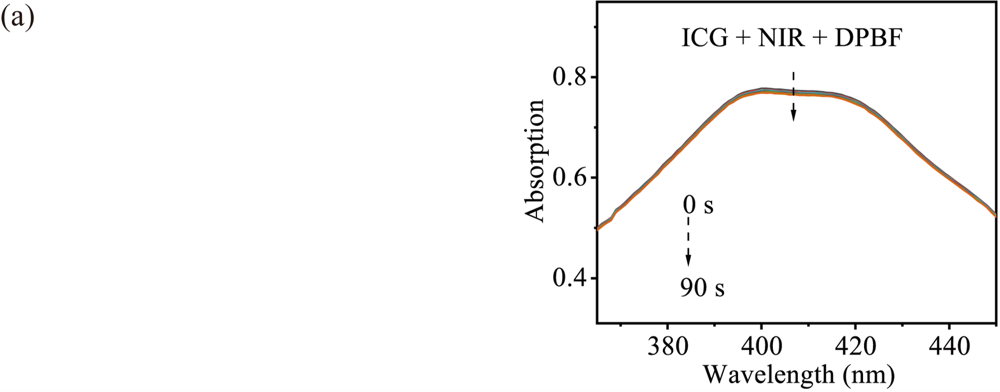 (a)
ICG + NIR + DPBF
0.8
0.6
0.4
Absorption
0 s
90 s
380 400 420 440
Wavelength (nm)